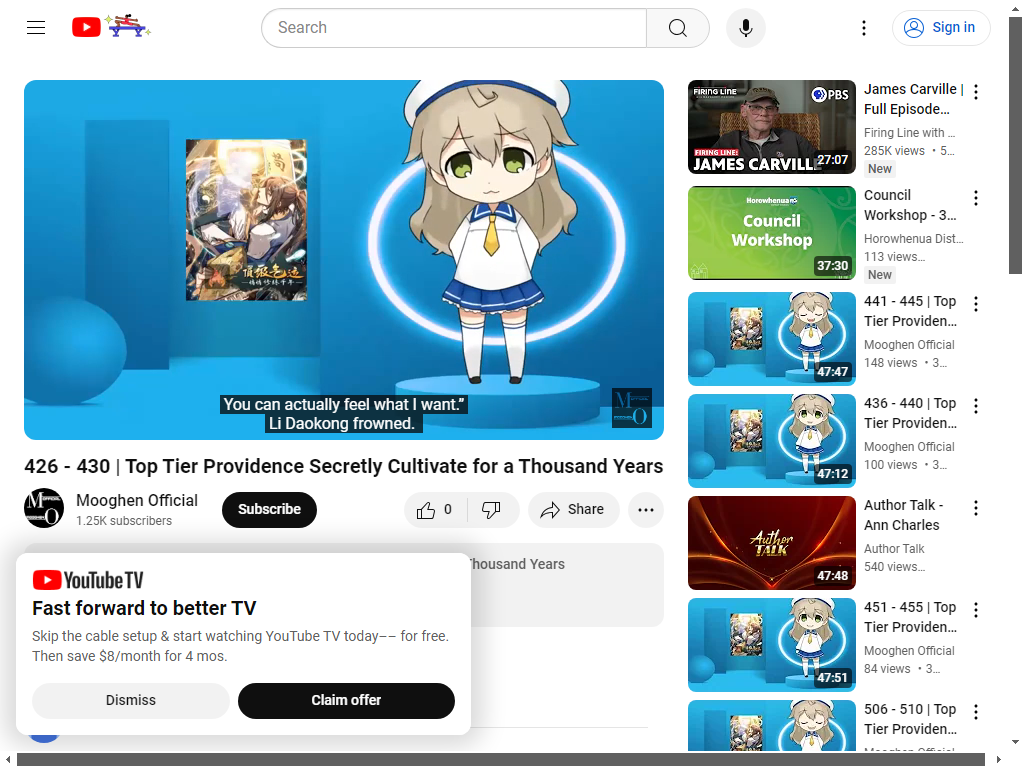 Search
Sign in
頂級氣運
You can actually feel what I want.”
Li Daokong frowned.
426 - 430 | Top Tier Providence Secretly Cultivate for a Thousand Years
Mooghen Official
1.25K subscribers
Subscribe
0
Share
Thousand Years
YouTube TV
Fast forward to better TV
Skip the cable setup & start watching YouTube TV today–– for free.
Then save $8/month for 4 mos.
Dismiss
Claim offer
FIRING LINE
PBS
FIRING LINE:
JAMES CARVILL
27:07
James Carville |
Full Episode…
Firing Line with …
285K views • 5…
New
Horowhenua
Council
Workshop
37:30
Council
Workshop - 3…
Horowhenua Dist…
113 views…
New
47:47
441 - 445 | Top
Tier Providen…
Mooghen Official
148 views • 3…
47:12
436 - 440 | Top
Tier Providen…
Mooghen Official
100 views • 3…
Author
TALK
47:48
Author Talk -
Ann Charles
Author Talk
540 views…
47:51
451 - 455 | Top
Tier Providen…
Mooghen Official
84 views • 3…
506 - 510 | Top
Tier Providen…
Mooghen Official